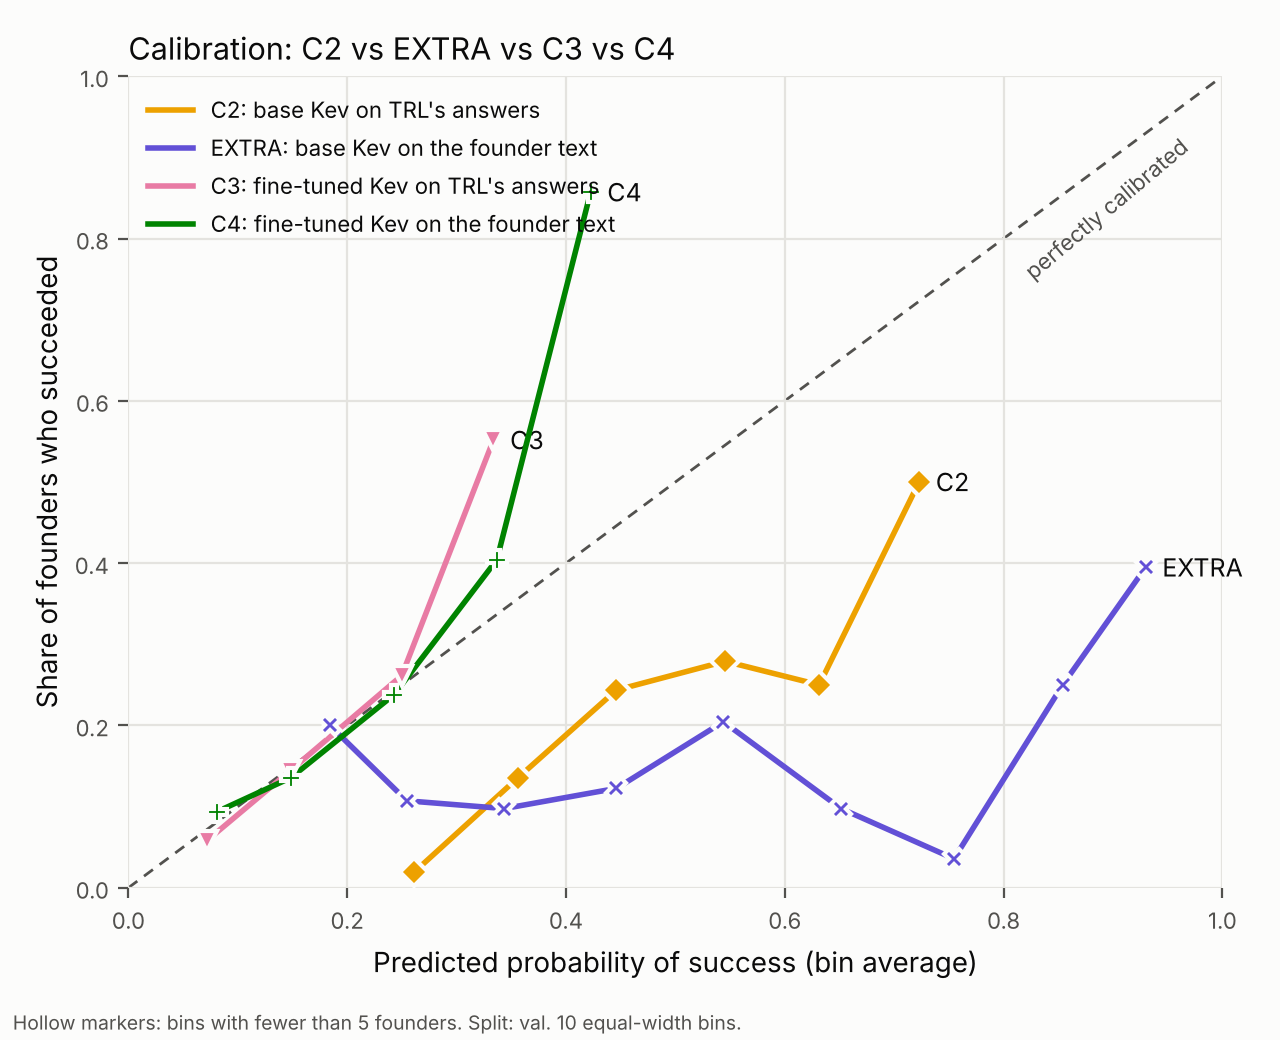 Calibration: C2 vs EXTRA vs C3 vs C4
1.0
C2: base Kev on TRL's answers
EXTRA: base Kev on the founder text
C3: fine-tuned Kev on TRL's answers
C4
C4: fine-tuned Kev on the founder text
perfectly calibrated
0.8
0.6
C3
C2
0.4
EXTRA
0.2
0.0
Share of founders who succeeded
0.0 0.2 0.4 0.6 0.8 1.0
Predicted probability of success (bin average)
Hollow markers: bins with fewer than 5 founders. Split: val. 10 equal-width bins.